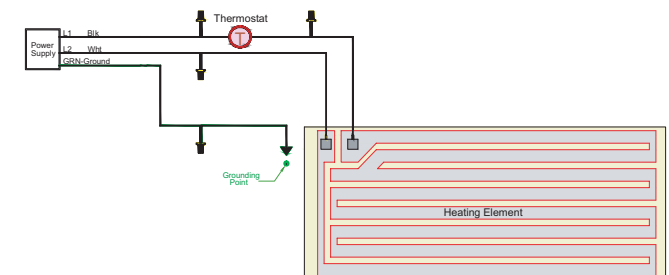 Thermostat
L1 Blk
T
Power
Supply
L2 Wht
GRN-Ground
Grounding
Point
Heating Element